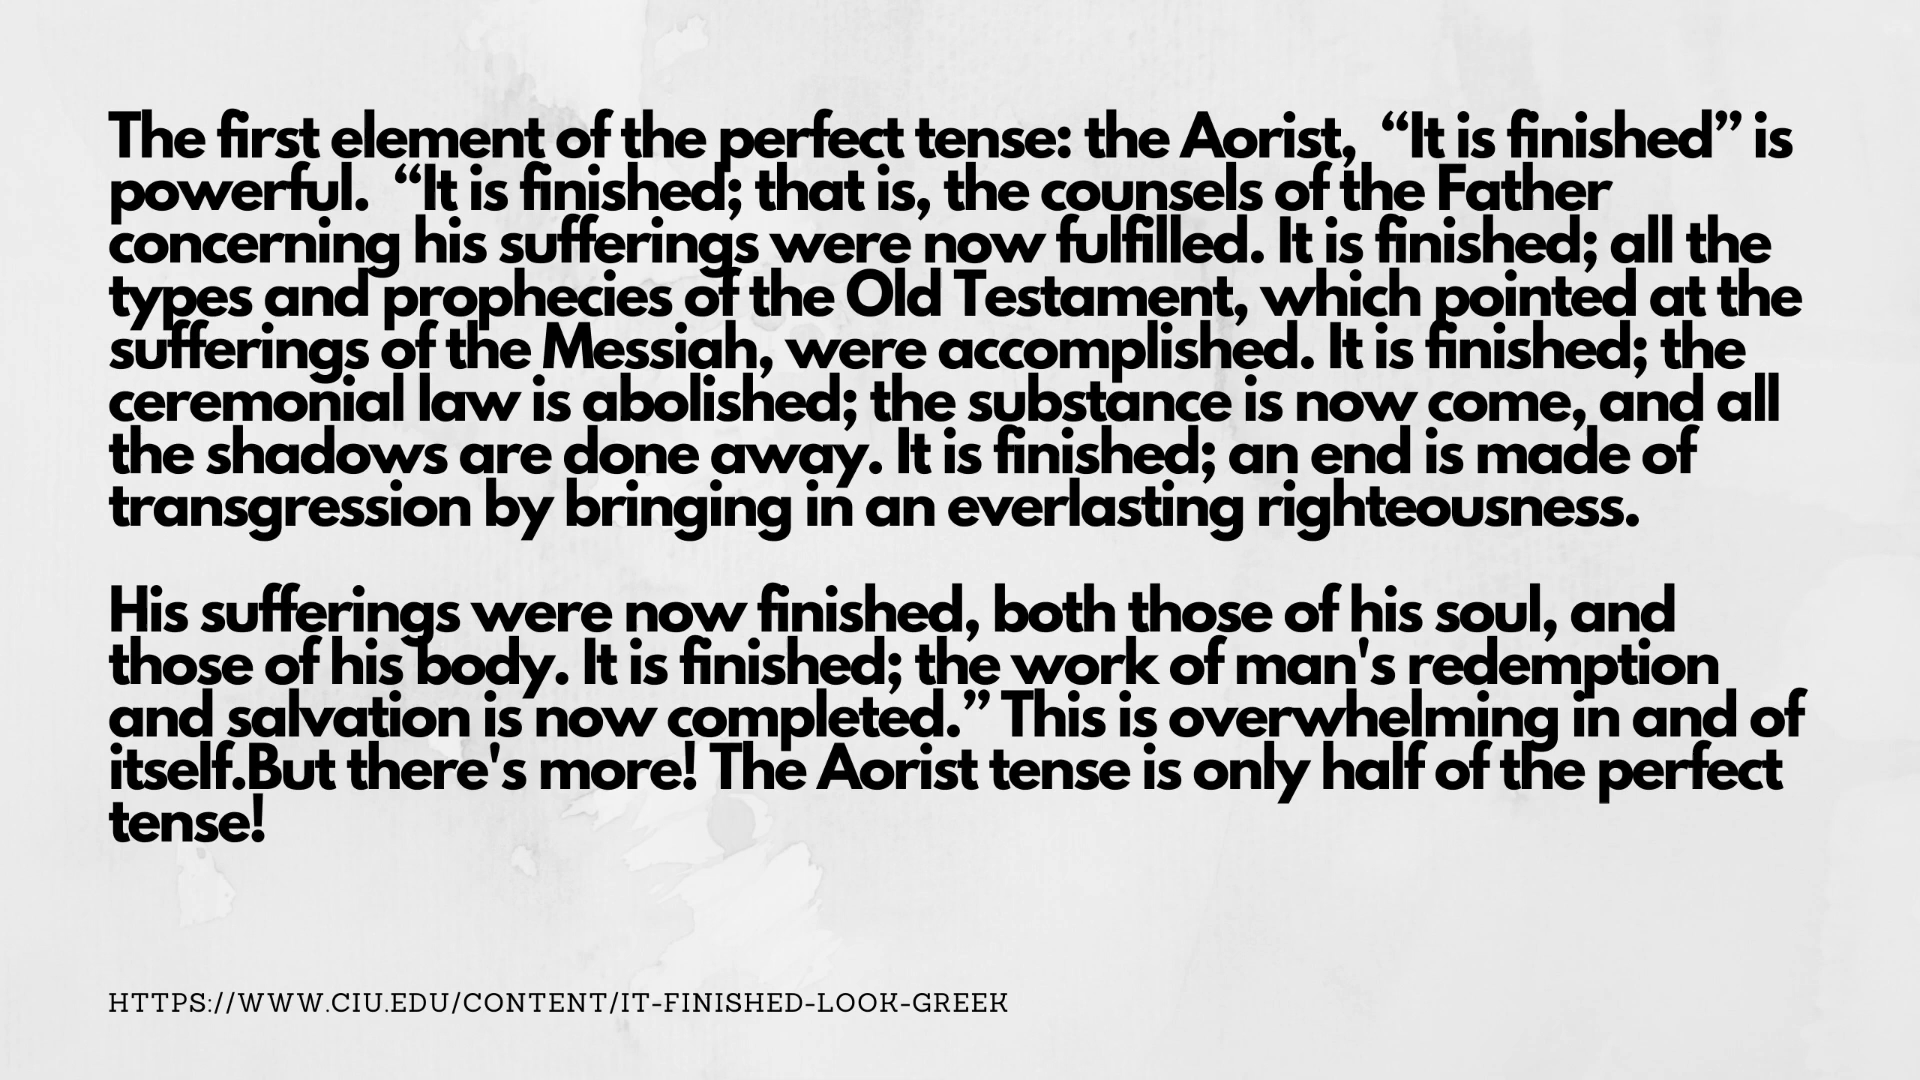 The first element of the perfect tense: the Aorist,  “It is finished” is
powerful.  “It is finished; that is, the counsels of the Father
concerning his sufferings were now fulfilled. It is finished; all the
types and prophecies of the Old Testament, which pointed at the
sufferings of the Messiah, were accomplished. It is finished; the
ceremonial law is abolished; the substance is now come, and all
the shadows are done away. It is finished; an end is made of
transgression by bringing in an everlasting righteousness.
His sufferings were now finished, both those of his soul, and
those of his body. It is finished; the work of man's redemption
and salvation is now completed.” This is overwhelming in and of
itself.But there's more! The Aorist tense is only half of the perfect
tense!
HTTPS://WWW.CIU.EDU/CONTENT/IT-FINISHED-LOOK-GREEK